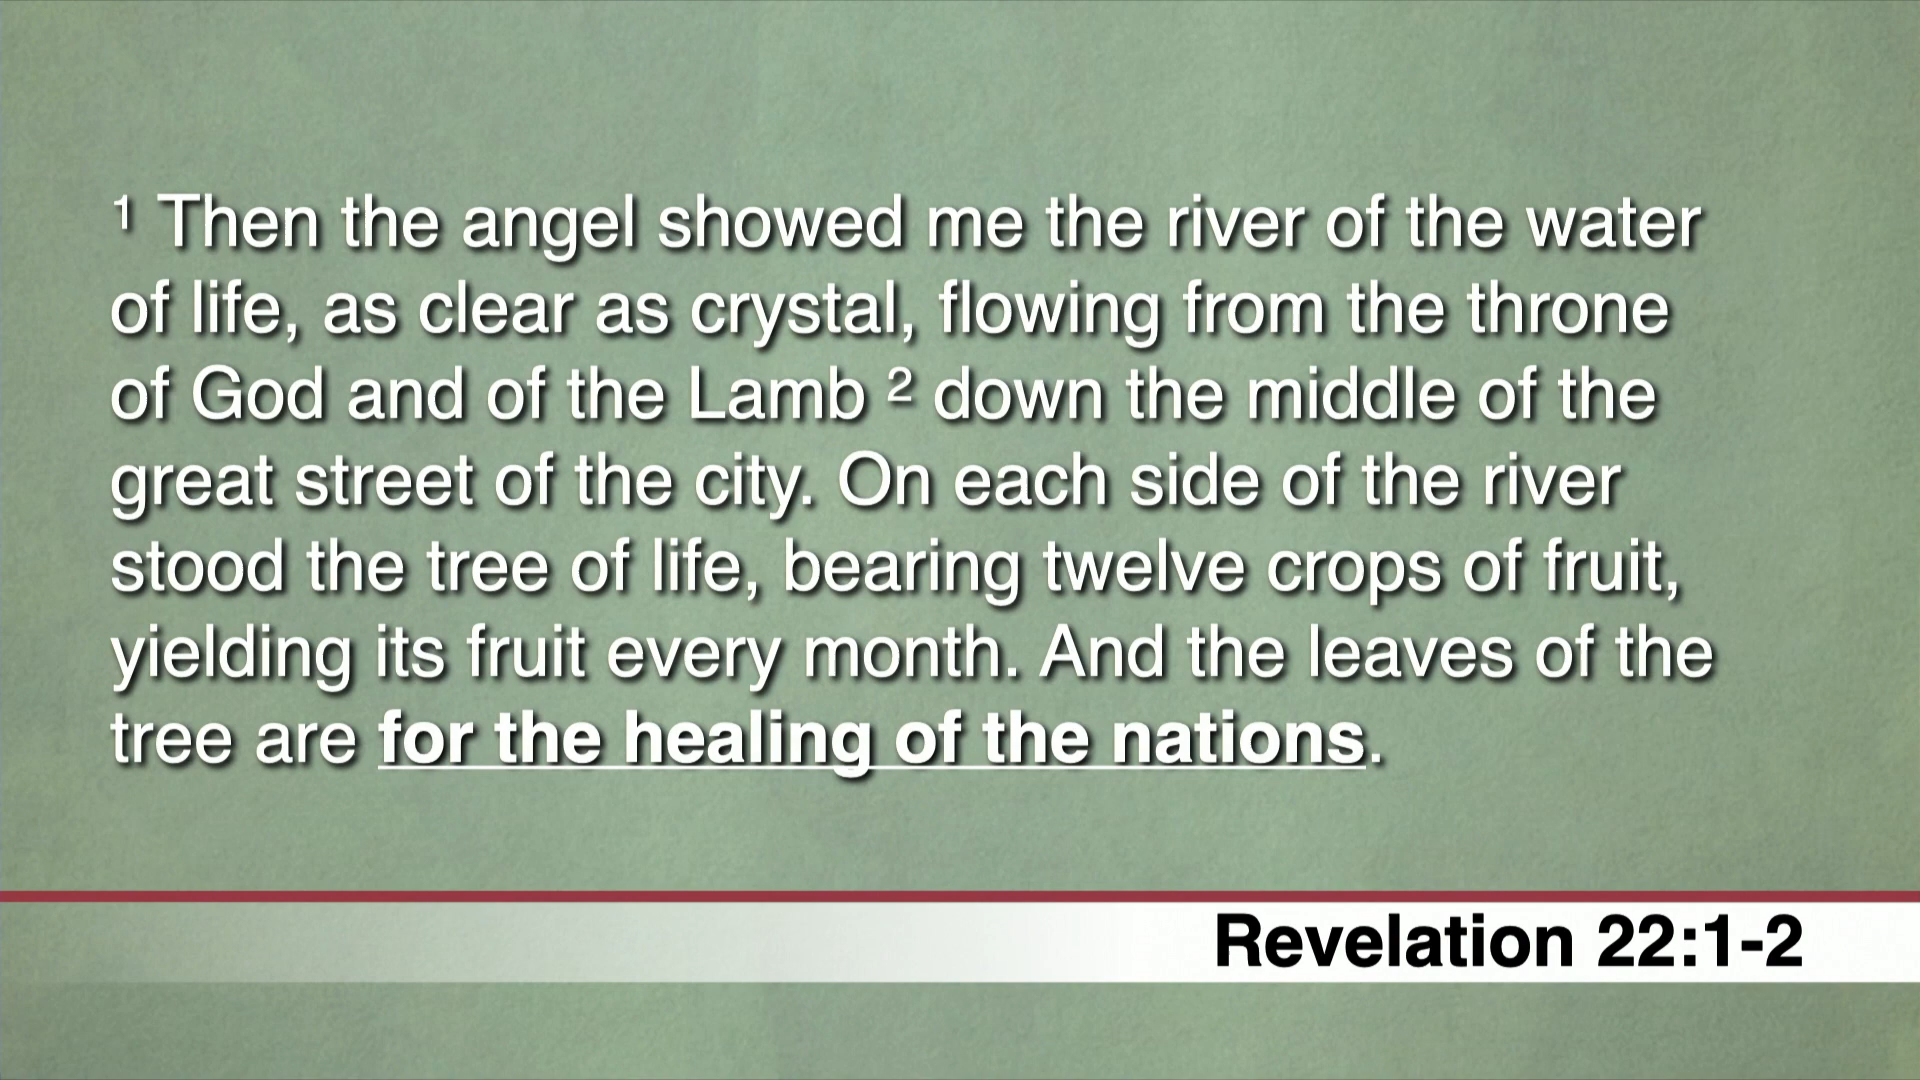 ¹ Then the angel showed me the river of the water
of life, as clear as crystal, flowing from the throne
of God and of the Lamb ² down the middle of the
great street of the city. On each side of the river
stood the tree of life, bearing twelve crops of fruit,
yielding its fruit every month. And the leaves of the
tree are for the healing of the nations.
Revelation 22:1-2